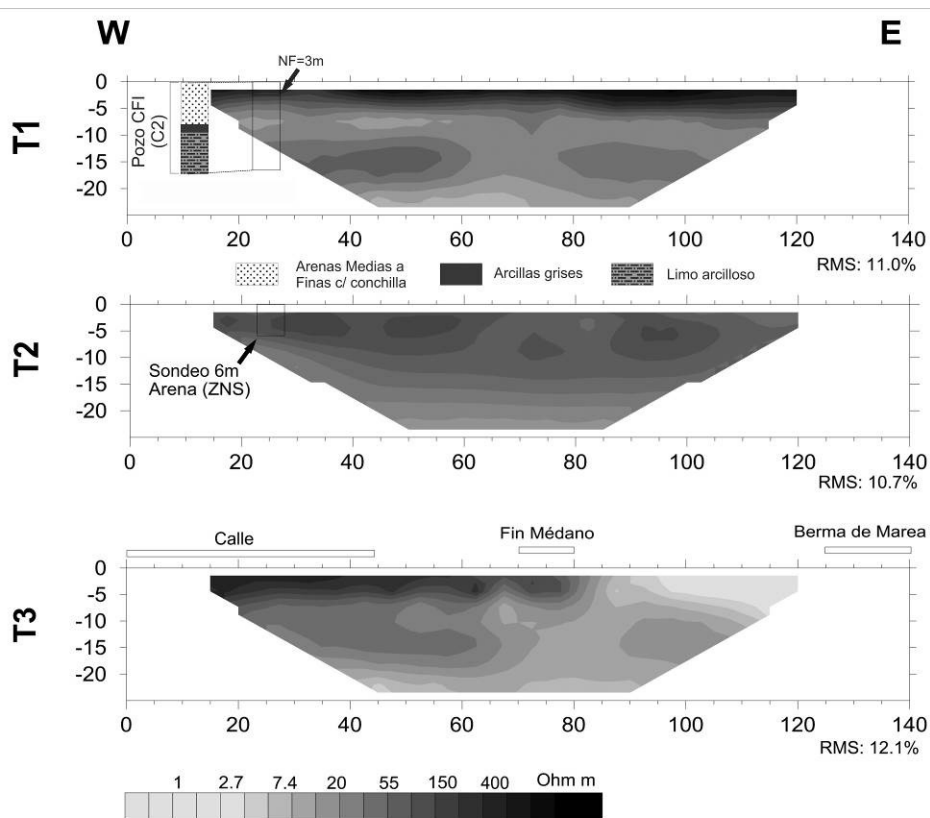 W
E
NF=3m
T1
Pozo CFI
(C2)
0
-5
-10
-15
-20
0 20 40 60 80 100 120 140
RMS: 11.0%
Arenas Medias a
Finas c/ conchilla
Arcillas grises
Limo arcilloso
T2
0
-5
-10
-15
-20
Sondeo 6m
Arena (ZNS)
0 20 40 60 80 100 120 140
RMS: 10.7%
Calle
Fin Médano
Berma de Marea
T3
0
-5
-10
-15
-20
0 20 40 60 80 100 120 140
RMS: 12.1%
1 2.7 7.4 20 55 150 400 Ohm m